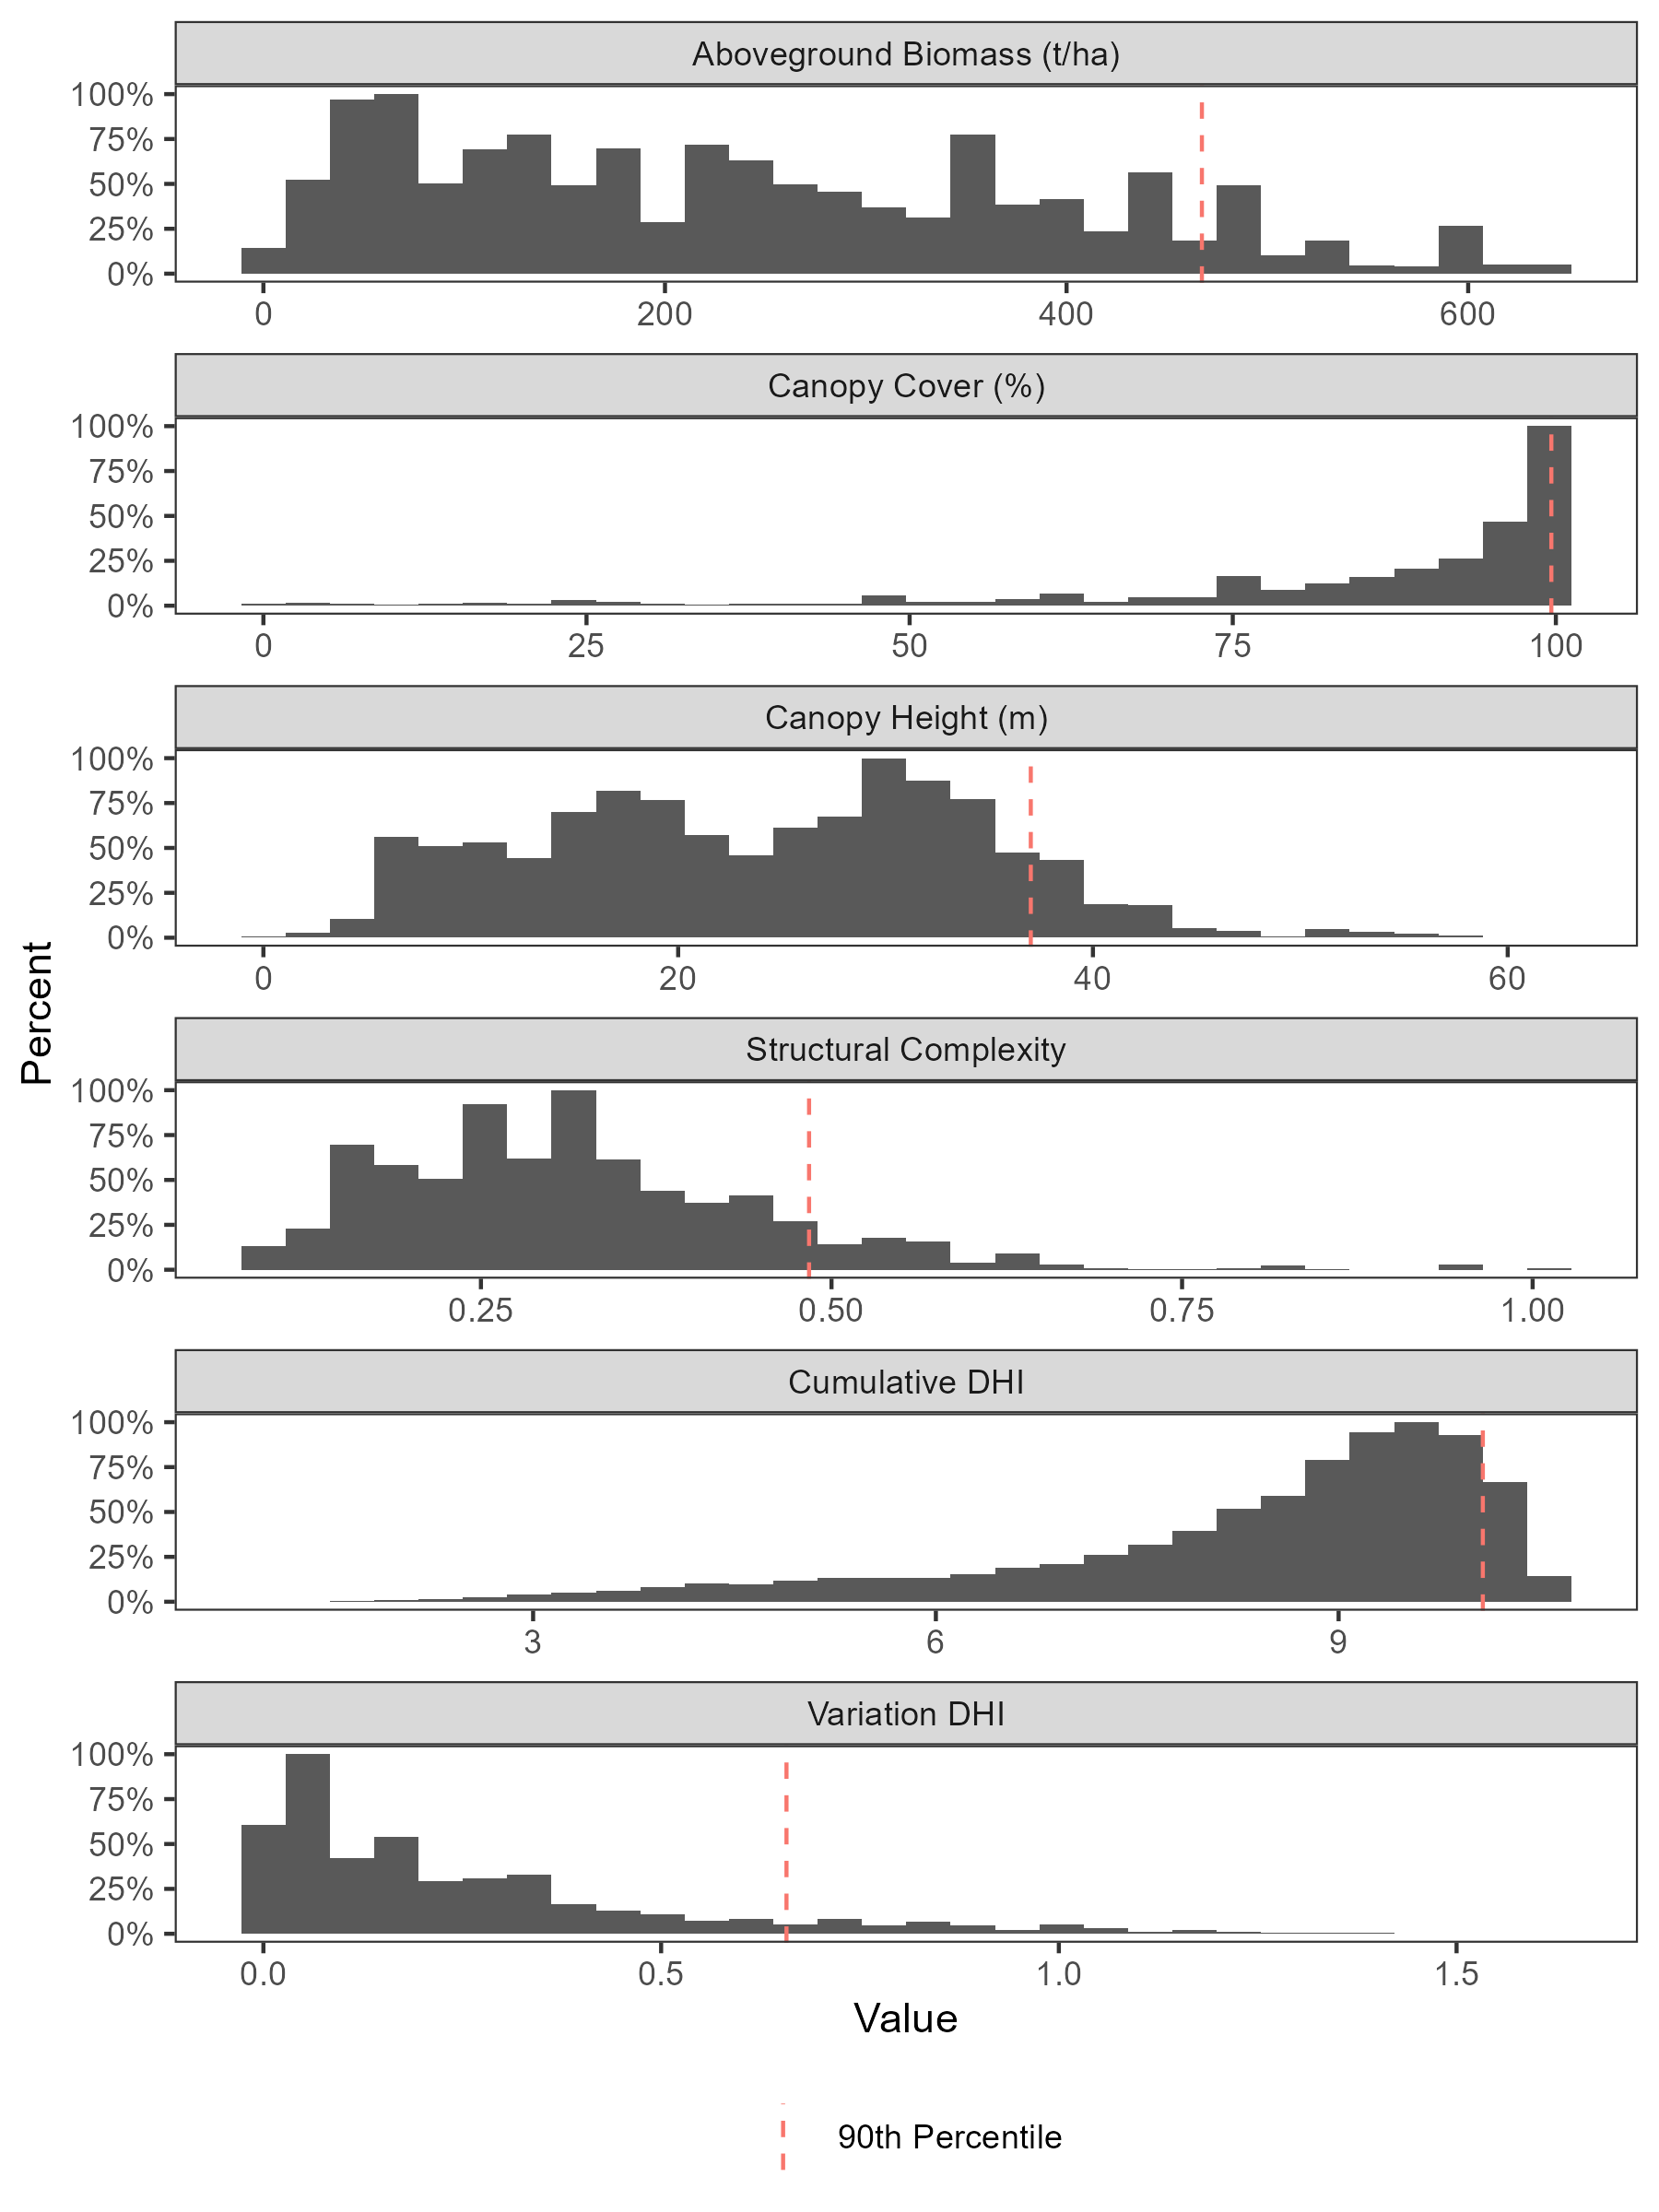 Aboveground Biomass (t/ha)
100%
75%
50%
25%
0%
0 200 400 600
Canopy Cover (%)
100%
75%
50%
25%
0%
0 25 50 75 100
Canopy Height (m)
100%
75%
50%
25%
0%
0 20 40 60
Percent
Structural Complexity
100%
75%
50%
25%
0%
0.25 0.50 0.75 1.00
Cumulative DHI
100%
75%
50%
25%
0%
3 6 9
Variation DHI
100%
75%
50%
25%
0%
0.0 0.5 1.0 1.5
Value
90th Percentile